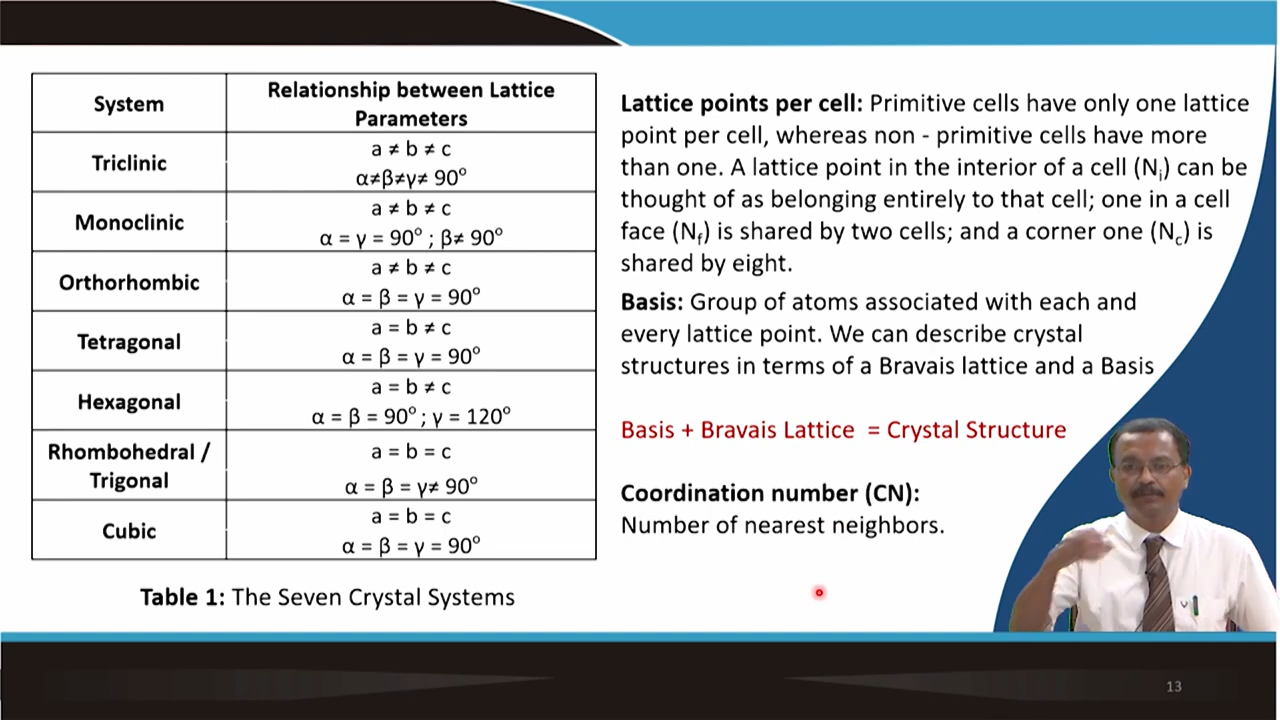 System
Relationship between Lattice
Parameters
Triclinic
a ≠ b ≠ c
α≠β≠γ≠ 90°
Monoclinic
a ≠ b ≠ c
α = γ = 90° ; β≠ 90°
Orthorhombic
a ≠ b ≠ c
α = β = γ = 90°
Tetragonal
a = b ≠ c
α = β = γ = 90°
Hexagonal
a = b ≠ c
α = β = 90° ; γ = 120°
Rhombohedral /
Trigonal
a = b = c
α = β = γ≠ 90°
Cubic
a = b = c
α = β = γ = 90°
Table 1: The Seven Crystal Systems
Lattice points per cell: Primitive cells have only one lattice
point per cell, whereas non - primitive cells have more
than one. A lattice point in the interior of a cell (Nᵢ) can be
thought of as belonging entirely to that cell; one in a cell
face (N_f) is shared by two cells; and a corner one (N_c) is
shared by eight.
Basis: Group of atoms associated with each and
every lattice point. We can describe crystal
structures in terms of a Bravais lattice and a Basis
Basis + Bravais Lattice = Crystal Structure
Coordination number (CN):
Number of nearest neighbors.
13